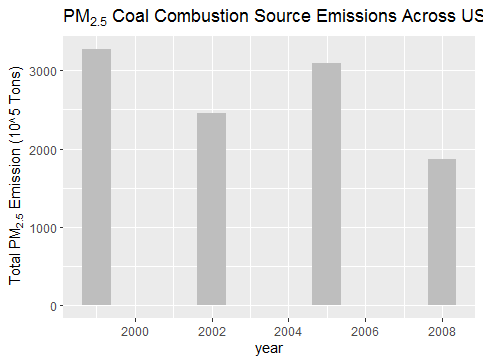 PM2.5 Coal Combustion Source Emissions Across US
Total PM2.5 Emission (10^5 Tons)
3000
2000
1000
0
2000 2002 2004 2006 2008
year